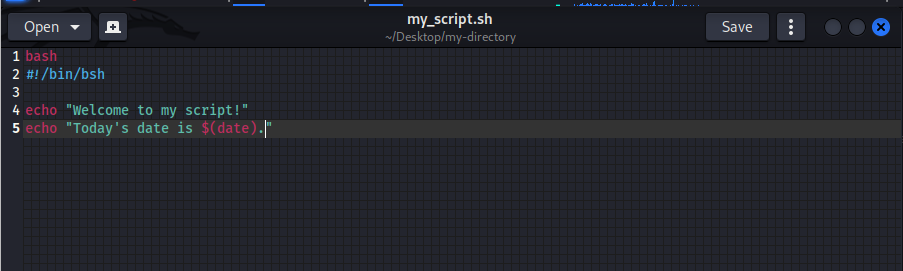 Open
my_script.sh
~/Desktop/my-directory
Save
1 bash
2 #!/bin/bsh
3
4 echo "Welcome to my script!"
5 echo "Today's date is $(date)."